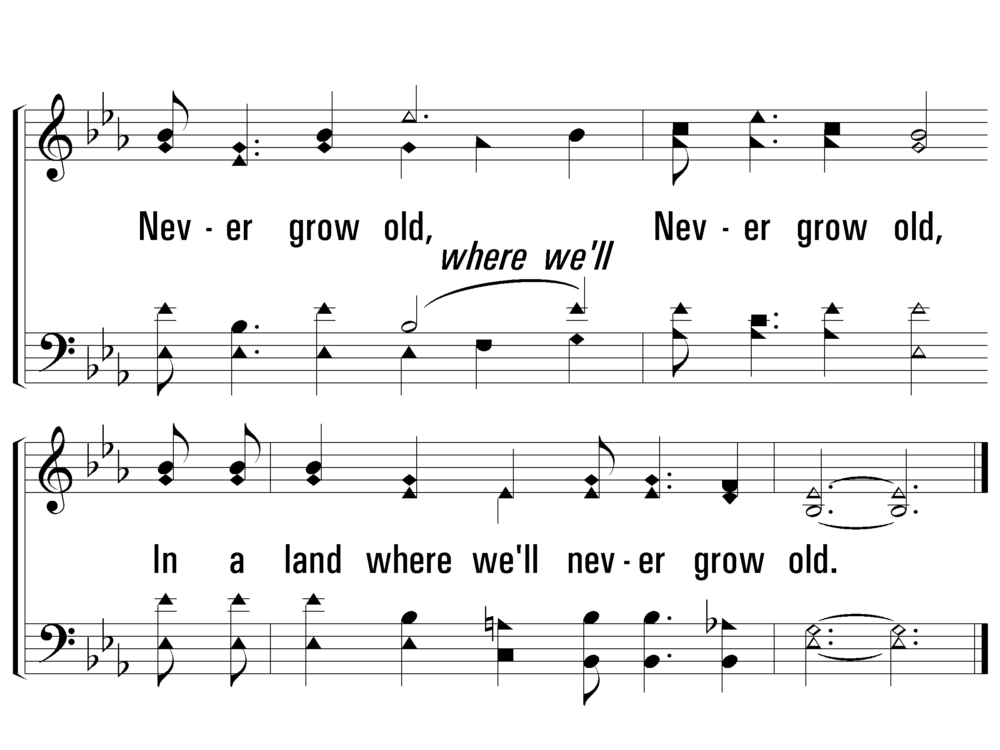 Nev - er grow old, Nev - er grow old,
where we'll
In a land where we'll nev - er grow old.